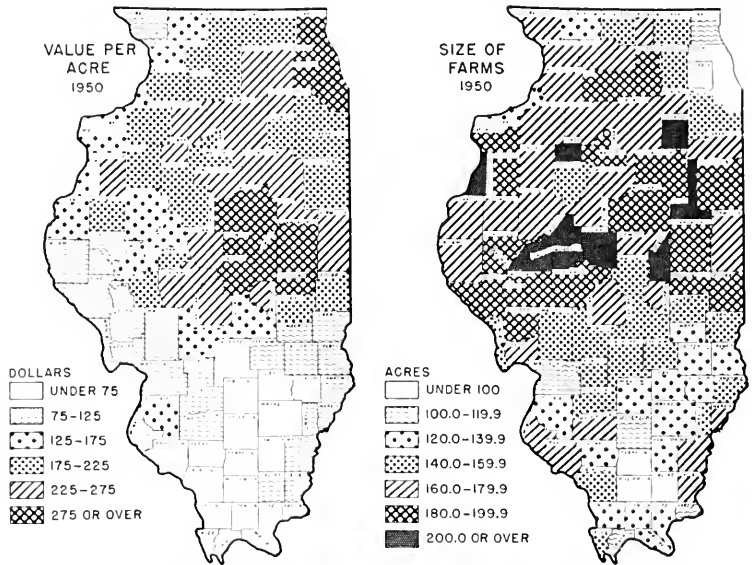 VALUE PER
ACRE
1950
DOLLARS
UNDER 75
75-125
125-175
175-225
225-275
275 OR OVER
SIZE OF
FARMS
1950
ACRES
UNDER 100
100.0-119.9
120.0-139.9
140.0-159.9
160.0-179.9
180.0-199.9
200.0 OR OVER